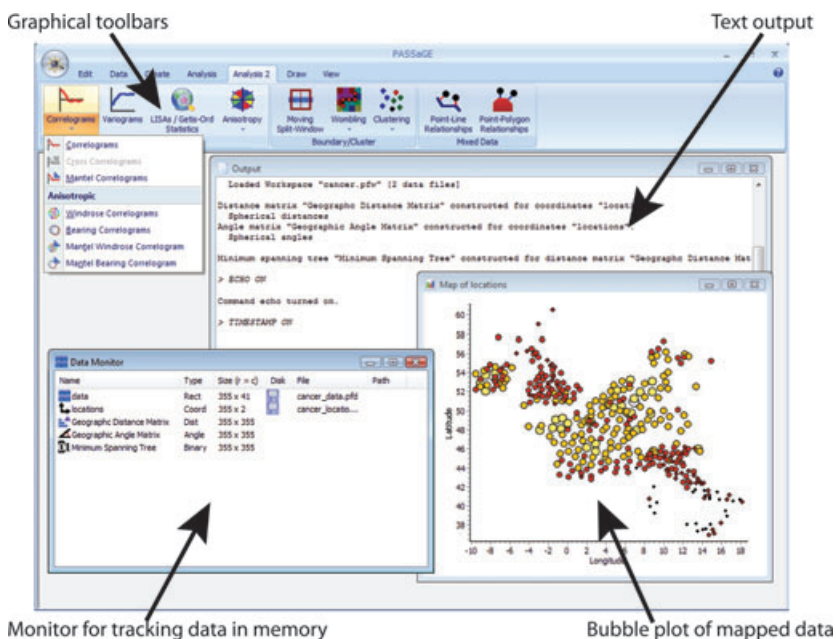 Graphical toolbars
Text output
PASSaGE
Edit Data Create Analysis Analysis 2 Draw View
Correlograms Variograms LISAs / Getis-Ord Statistics Anisotropy Moving Split-Window Wombling Clustering Point-Line Relationships Point-Polygon Relationships
Boundary/Cluster Mixed Data
Correlograms
Cross Correlograms
Mantel Correlograms
Anisotropic
Windrose Correlograms
Bearing Correlograms
Mantel Windrose Correlogram
Mantel Bearing Correlogram
Output
Loaded Workspace "cancer.pfw" [2 data files]
Distance matrix "Geographc Distance Matrix" constructed for coordinates "locati
Spherical distances
Angle matrix "Geographic Angle Matrix" constructed for coordinates "locations".
Spherical angles
Minimum spanning tree "Minimum Spanning Tree" constructed for distance matrix "Geographc Distance Mat
> ECHO ON
Command echo turned on.
> TIMESTAMP ON
Map of locations
60
58
56
54
52
50
48
46
44
42
40
38
Latitude
-10 -8 -6 -4 -2 0 2 4 6 8 10 12 14 16 18
Longitude
Data Monitor
Name Type Size (r × c) Disk File Path
data Rect 355 x 41 cancer_data.pfd
locations Coord 355 x 2 cancer_locatio...
Geographc Distance Matrix Dist 355 x 355
Geographic Angle Matrix Angle 355 x 355
Minimum Spanning Tree Binary 355 x 355
Monitor for tracking data in memory
Bubble plot of mapped data